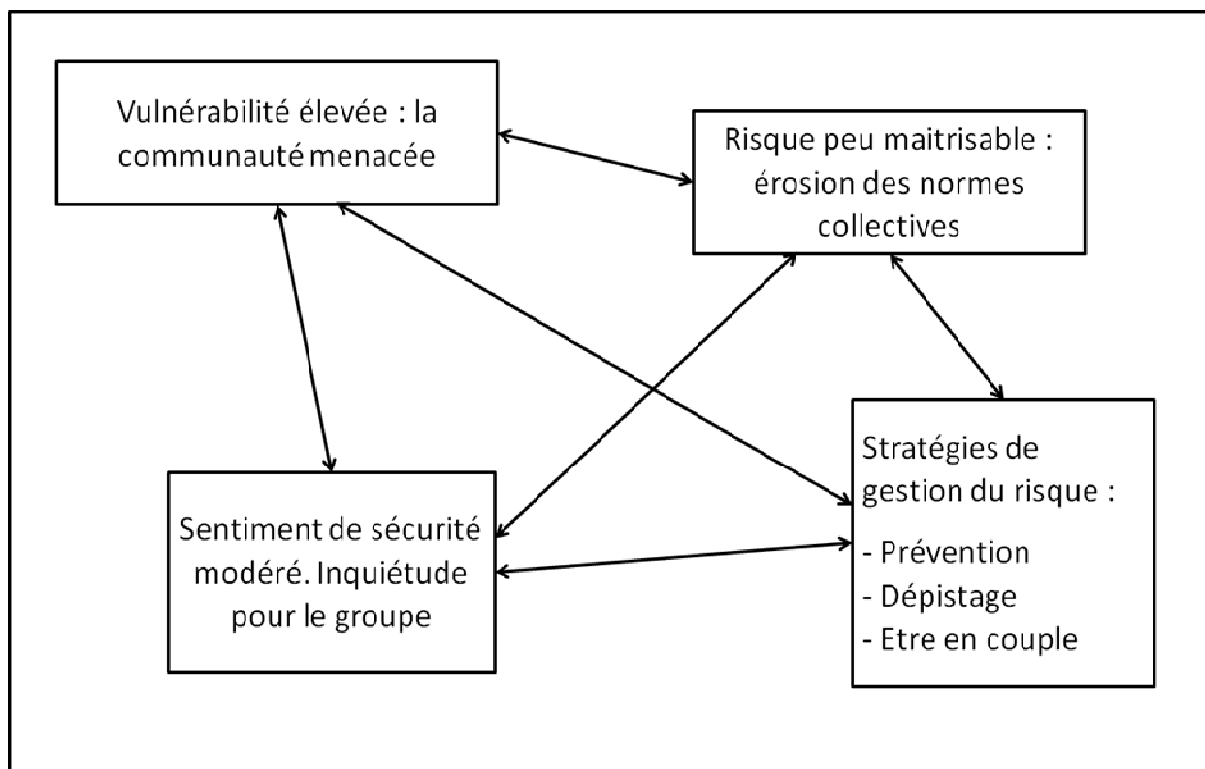 Vulnérabilité élevée : la
communauté menacée
Risque peu maitrisable :
érosion des normes
collectives
Sentiment de sécurité
modéré. Inquiétude
pour le groupe
Stratégies de
gestion du risque :
- Prévention
- Dépistage
- Etre en couple